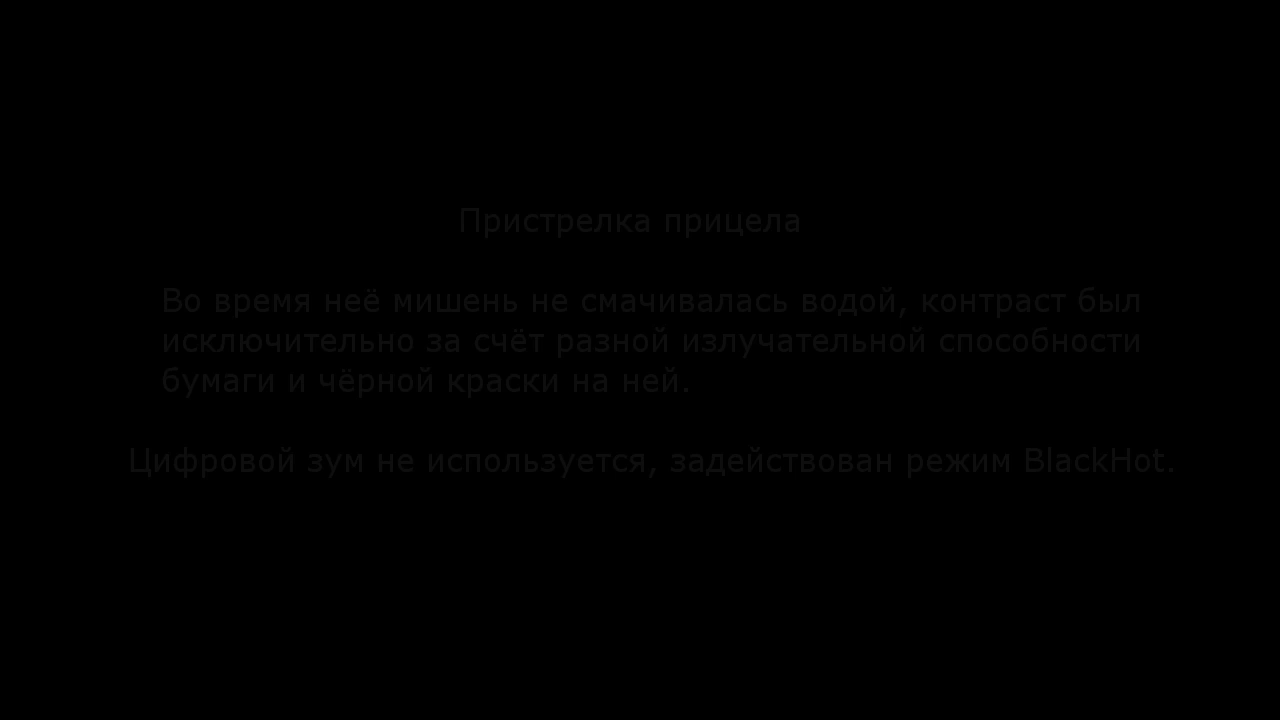 Пристрелка прицела
Во время неё мишень не смачивалась водой, контраст был
исключительно за счёт разной излучательной способности
бумаги и чёрной краски на ней.
Цифровой зум не используется, задействован режим BlackHot.